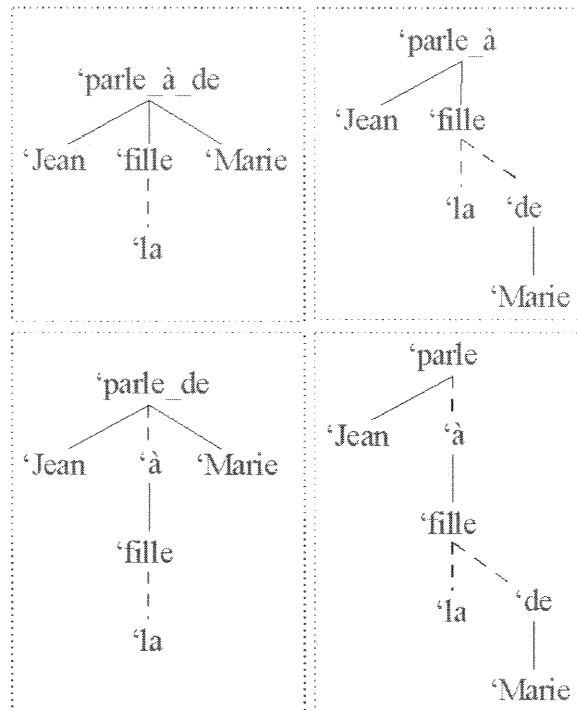 ‘parle_à_de
‘Jean ‘fille ‘Marie
‘la
‘parle_à
‘Jean ‘fille
‘la ‘de
‘Marie
‘parle_de
‘Jean ‘à ‘Marie
‘fille
‘la
‘parle
‘Jean ‘à
‘fille
‘la ‘de
‘Marie